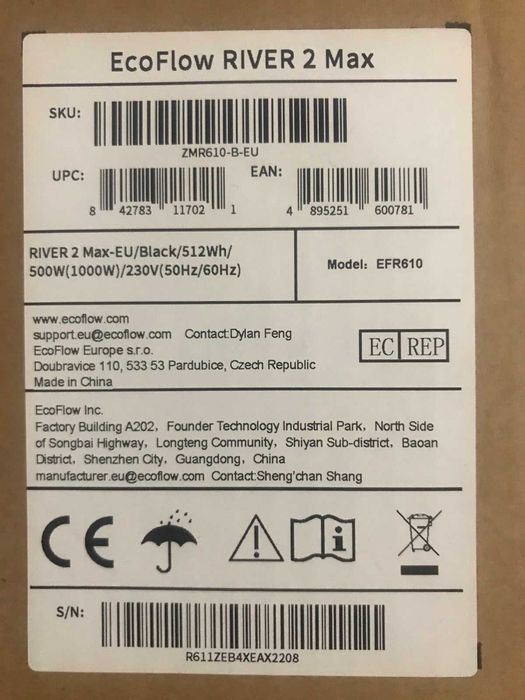 EcoFlow RIVER 2 Max
SKU:
ZMR610-B-EU
UPC:
8 42783 11702 1
EAN:
4 895251 600781
RIVER 2 Max-EU/Black/512Wh/
500W(1000W)/230V(50Hz/60Hz)
Model: EFR610
www.ecoflow.com
support.eu@ecoflow.com Contact:Dylan Feng
EcoFlow Europe s.r.o.
Doubravice 110, 533 53 Pardubice, Czech Republic
Made in China
EC REP
EcoFlow Inc.
Factory Building A202, Founder Technology Industrial Park, North Side
of Songbai Highway, Longteng Community, Shiyan Sub-district, Baoan
District, Shenzhen City, Guangdong, China
manufacturer.eu@ecoflow.com Contact:Sheng'chan Shang
CE
S/N:
R611ZEB4XEAX2208